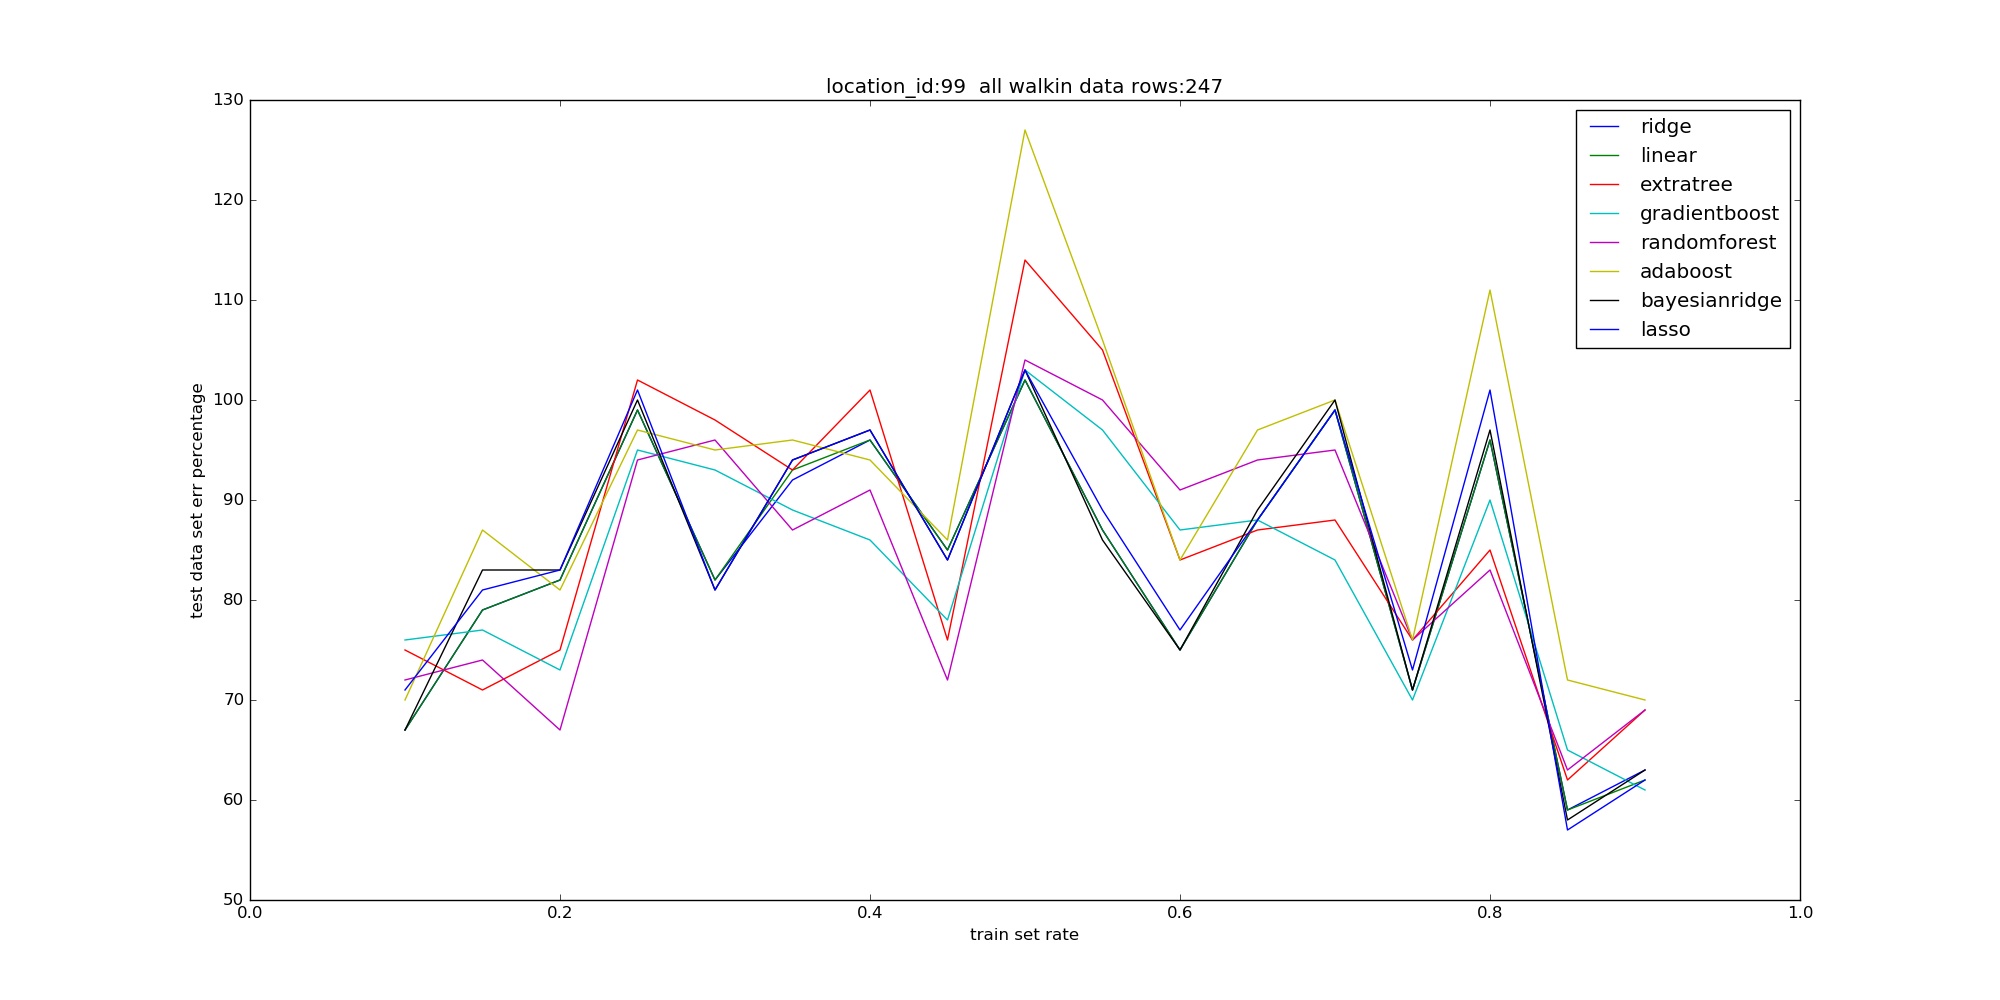 location_id:99  all walkin data rows:247
130
120
110
100
90
80
70
60
50
test data set err percentage
ridge
linear
extratree
gradientboost
randomforest
adaboost
bayesianridge
lasso
0.0 0.2 0.4 0.6 0.8 1.0
train set rate